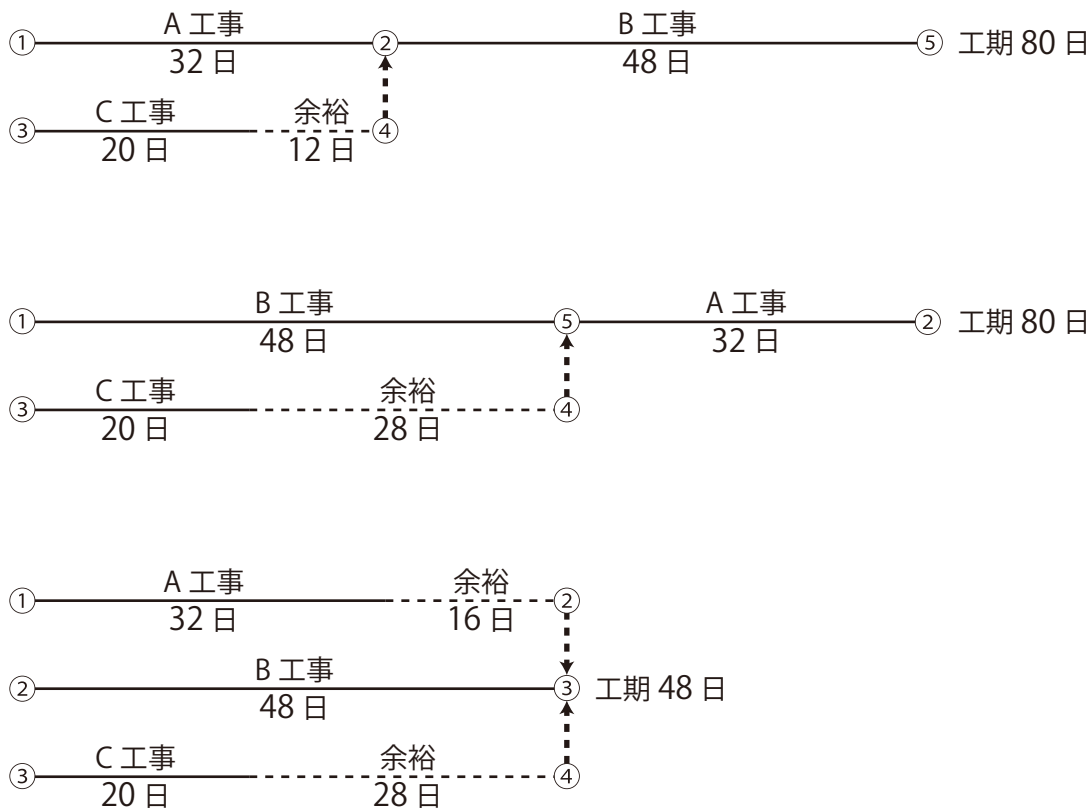 A 工事 B 工事
① ② ⑤ 工期 80 日
32 日 48 日
C 工事 余裕
③ ④
20 日 12 日
B 工事 A 工事
① ⑤ ② 工期 80 日
48 日 32 日
C 工事 余裕
③ ④
20 日 28 日
A 工事 余裕
① ②
32 日 16 日
B 工事
② ③ 工期 48 日
48 日
C 工事 余裕
③ ④
20 日 28 日